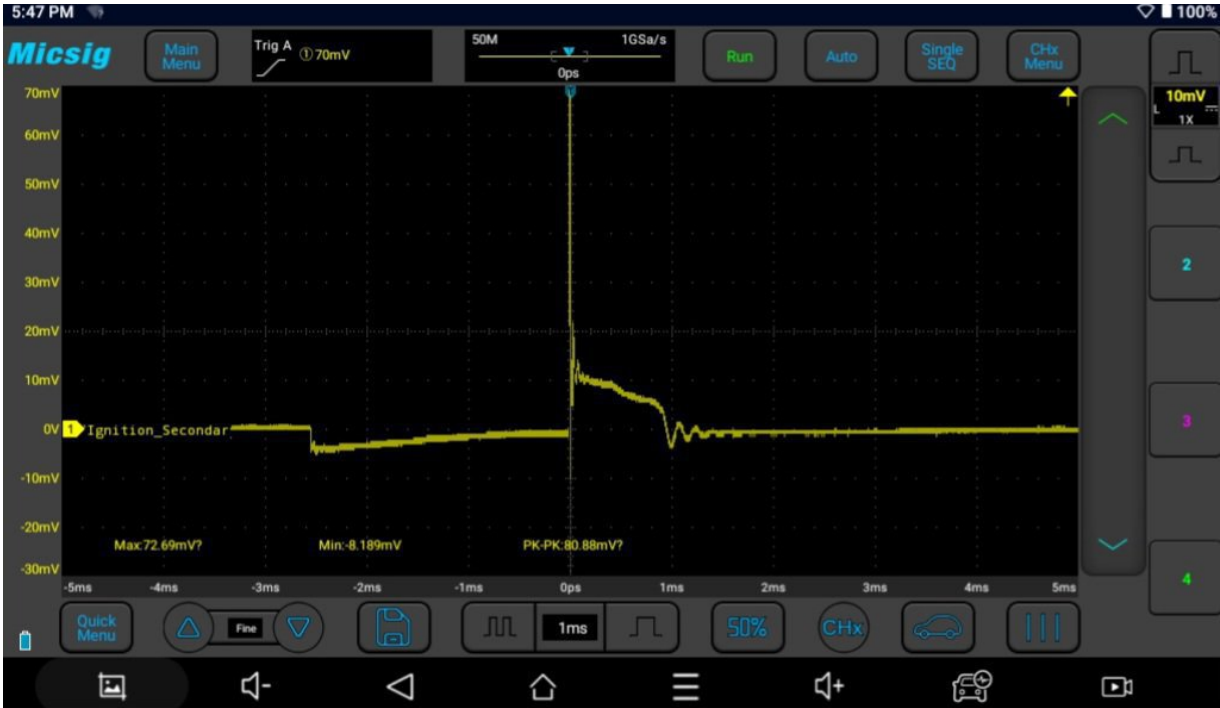 5:47 PM
100%
Micsig
Main Menu
Trig A
1 70mV
50M
1GSa/s
0ps
Run
Auto
Single SEQ
CHx Menu
70mV
60mV
50mV
40mV
30mV
20mV
10mV
0V
-10mV
-20mV
-30mV
1
Ignition_Secondar
Max:72.69mV?
Min:-8.189mV
PK-PK:80.88mV?
-5ms
-4ms
-3ms
-2ms
-1ms
0ps
1ms
2ms
3ms
4ms
5ms
10mV
L
1X
2
3
4
Quick Menu
Fine
1ms
50%
CHx